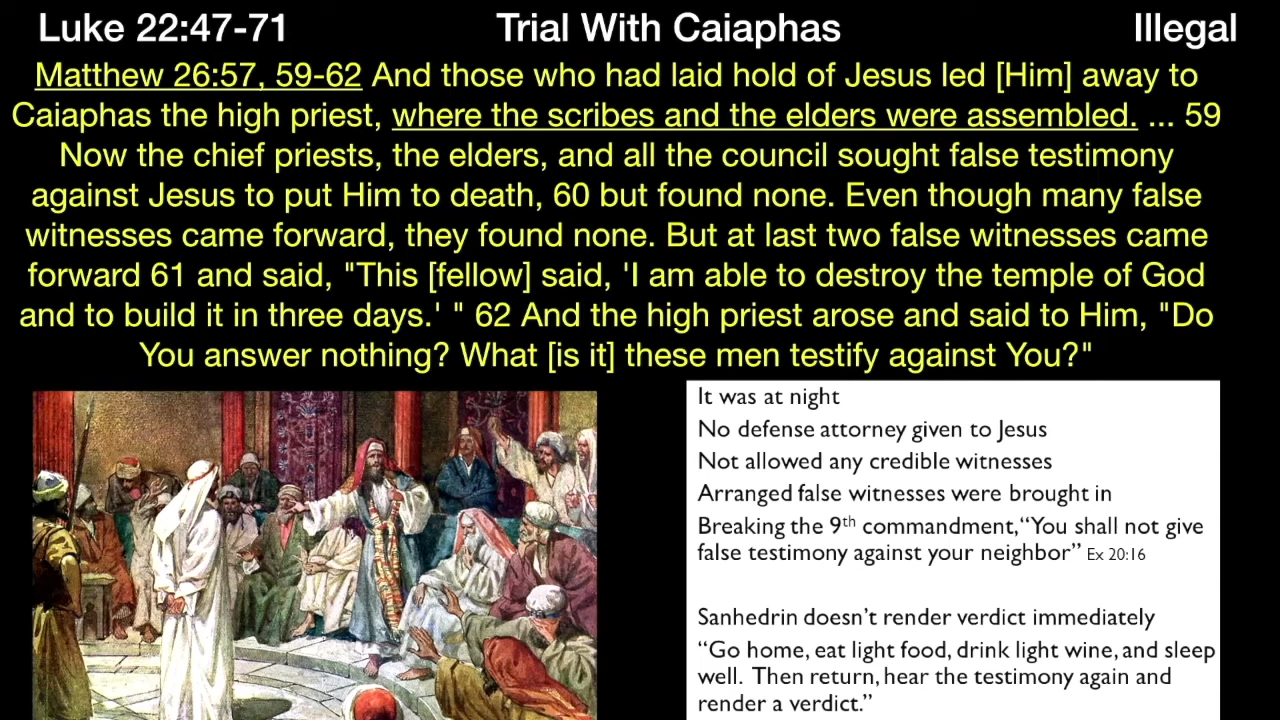 Luke 22:47-71 Trial With Caiaphas Illegal
Matthew 26:57, 59-62 And those who had laid hold of Jesus led [Him] away to
Caiaphas the high priest, where the scribes and the elders were assembled. ... 59
Now the chief priests, the elders, and all the council sought false testimony
against Jesus to put Him to death, 60 but found none. Even though many false
witnesses came forward, they found none. But at last two false witnesses came
forward 61 and said, "This [fellow] said, 'I am able to destroy the temple of God
and to build it in three days.' " 62 And the high priest arose and said to Him, "Do
You answer nothing? What [is it] these men testify against You?"
It was at night
No defense attorney given to Jesus
Not allowed any credible witnesses
Arranged false witnesses were brought in
Breaking the 9th commandment,“You shall not give
false testimony against your neighbor” Ex 20:16
Sanhedrin doesn’t render verdict immediately
“Go home, eat light food, drink light wine, and sleep
well. Then return, hear the testimony again and
render a verdict.”